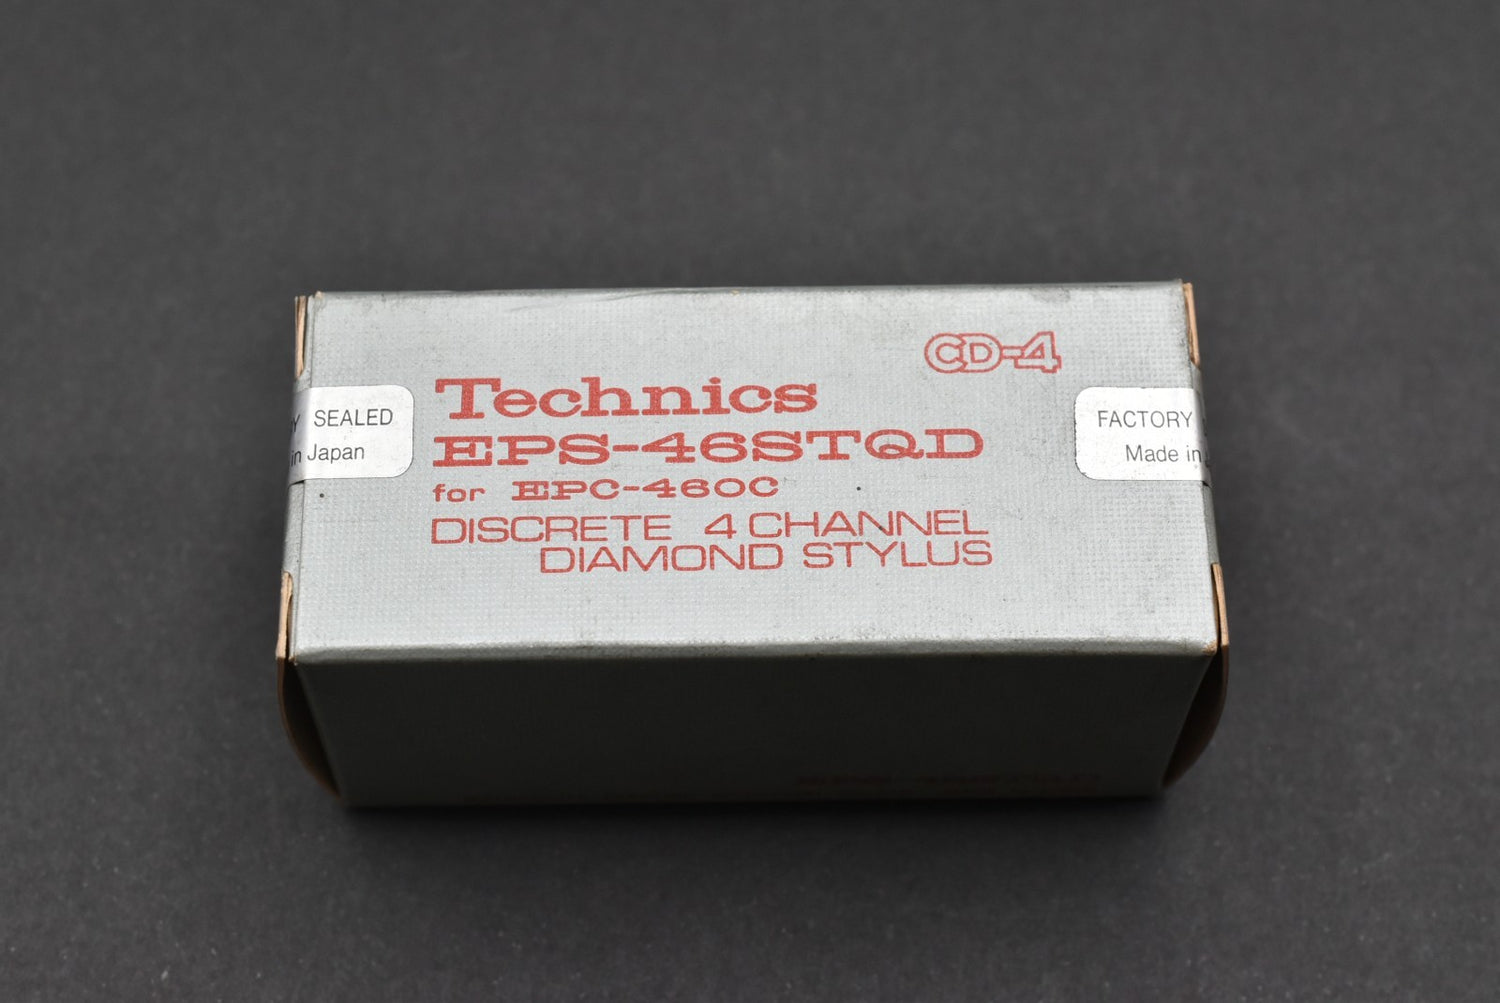 CD-4
Technics
EPS-46STQD
for EPC-460C
DISCRETE 4 CHANNEL
DIAMOND STYLUS
SEALED
in Japan
FACTORY
Made in